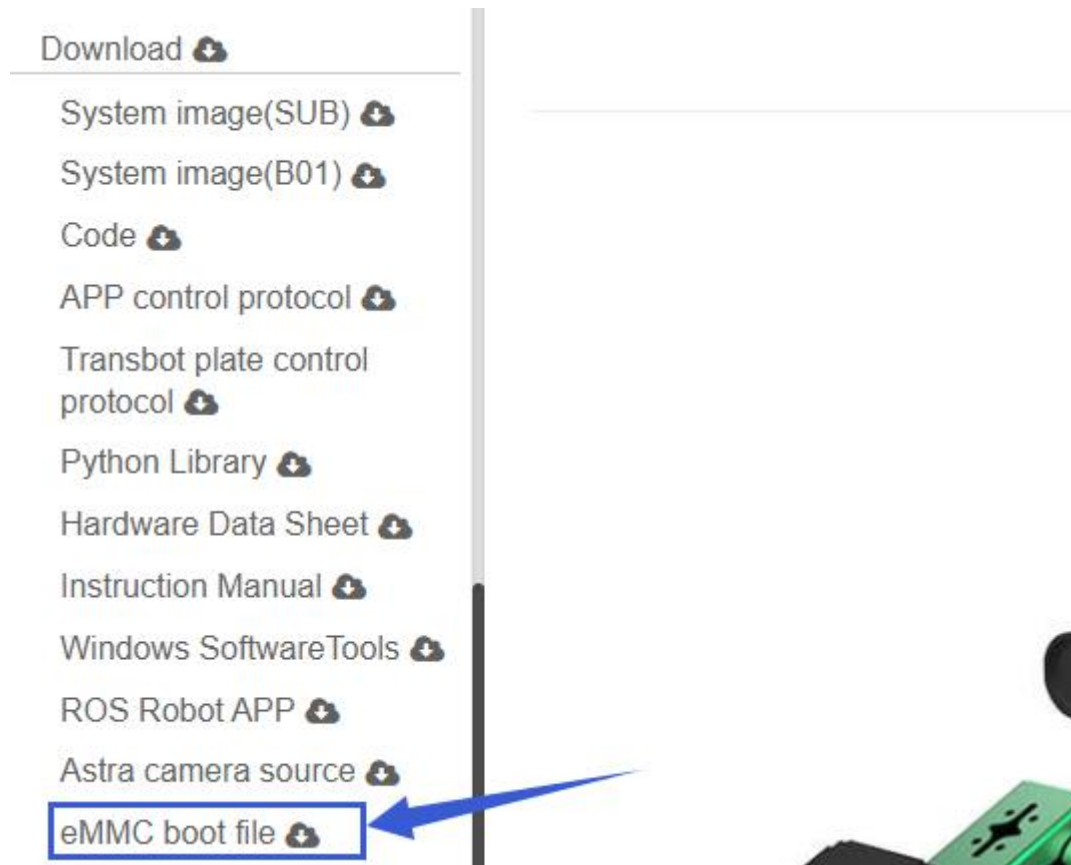 Download
System image(SUB)
System image(B01)
Code
APP control protocol
Transbot plate control
protocol
Python Library
Hardware Data Sheet
Instruction Manual
Windows SoftwareTools
ROS Robot APP
Astra camera source
eMMC boot file